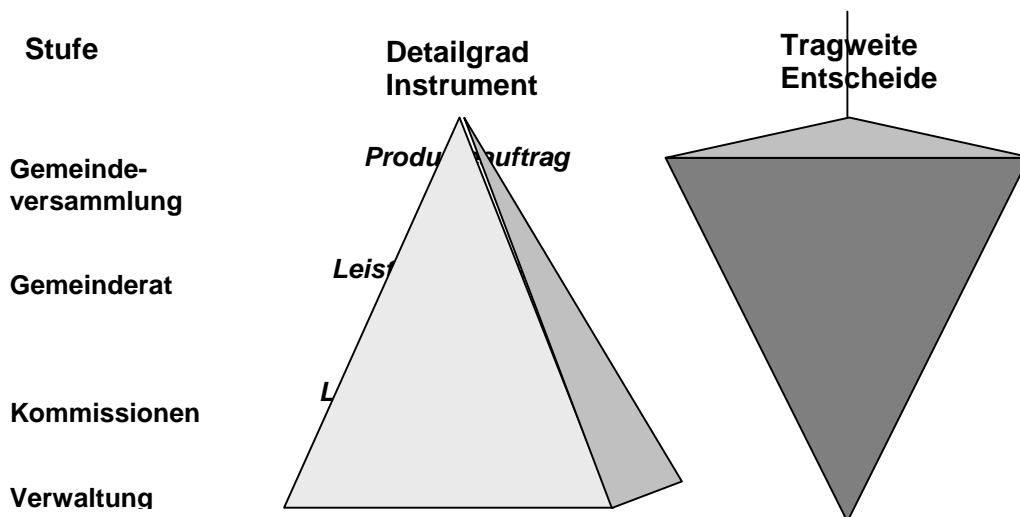 Stufe
Detailgrad
Instrument
Tragweite
Entscheide
Gemeinde-
versammlung
Gemeinderat
Kommissionen
Verwaltung